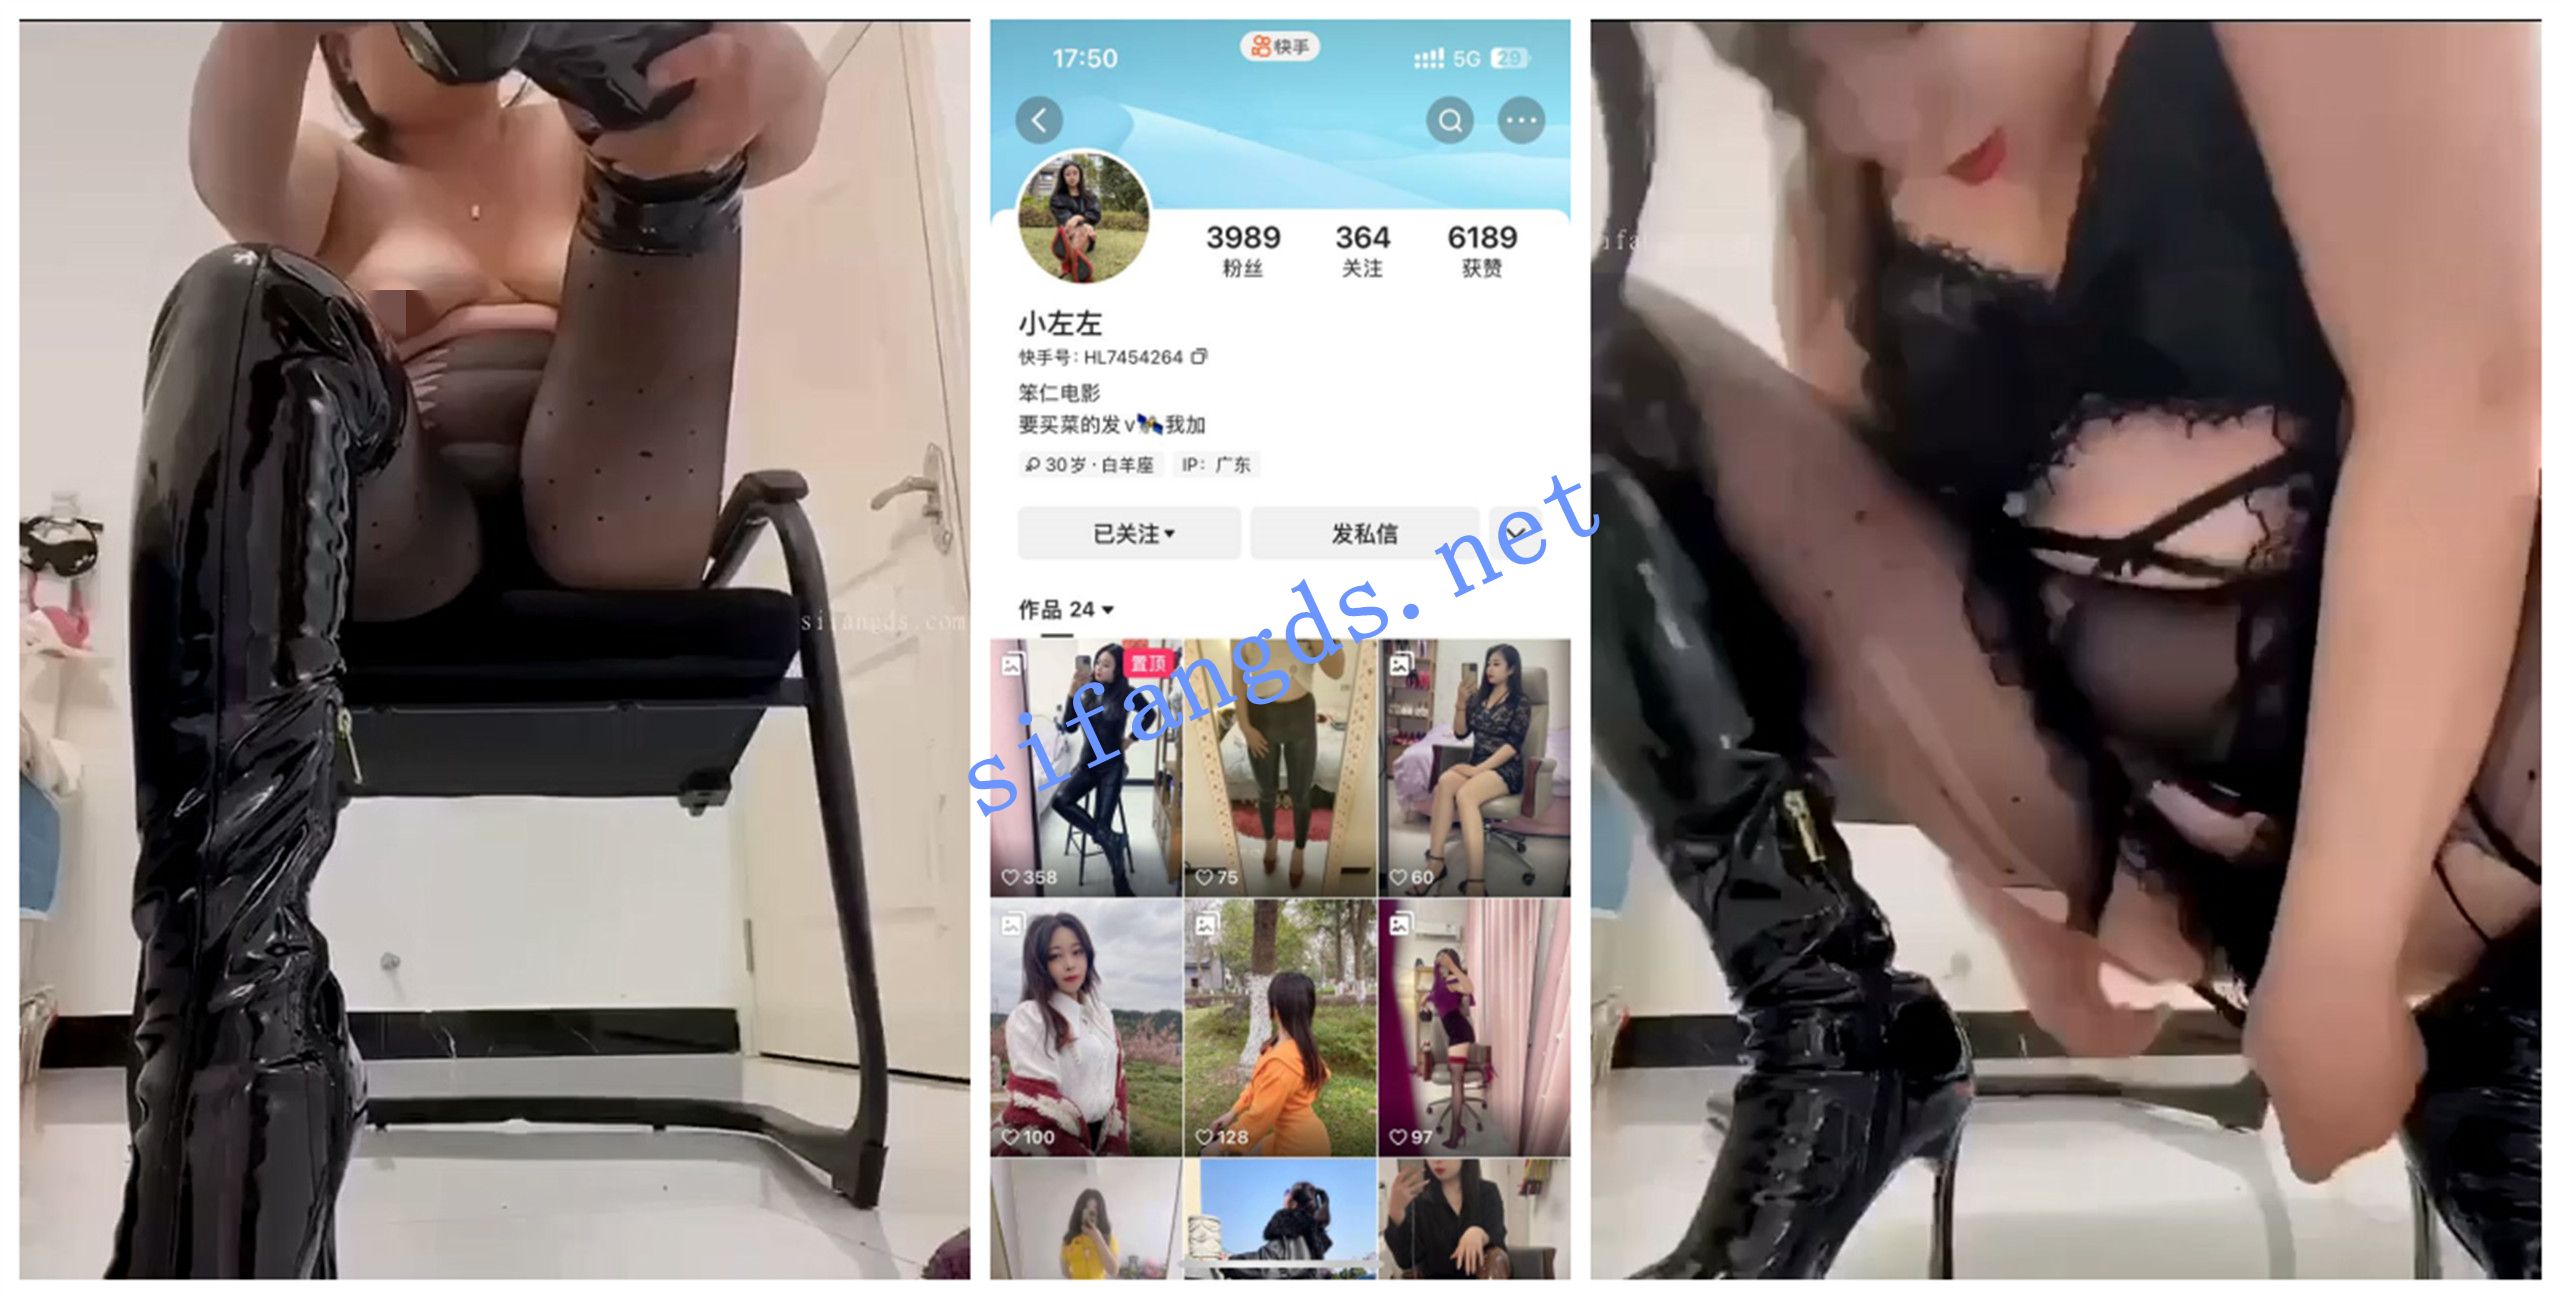 17:50
快手
5G
29
3989
粉丝
364
关注
6189
获赞
小左左
快手号: HL7454264
笨仁电影
要买菜的发v我加
30岁·白羊座
IP: 广东
已关注
发私信
作品 24
置顶
358
75
60
100
128
97
sifangds.com
sifangds.net